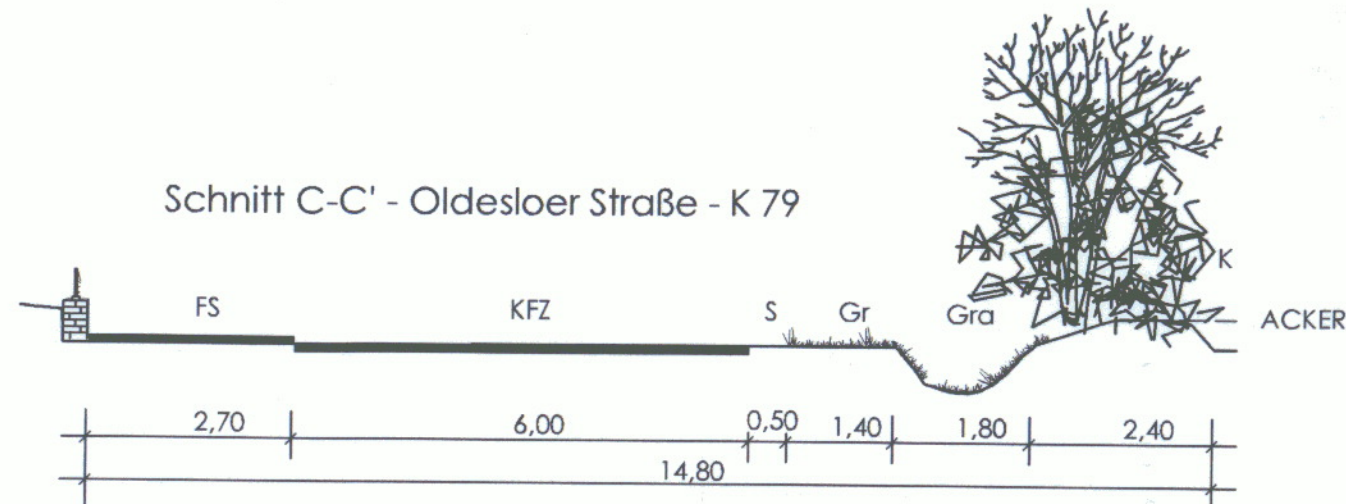 Schnitt C-C' - Oldesloer Straße - K 79
K
FS KFZ S Gr Gra ACKER
2,70 6,00 0,50 1,40 1,80 2,40
14,80